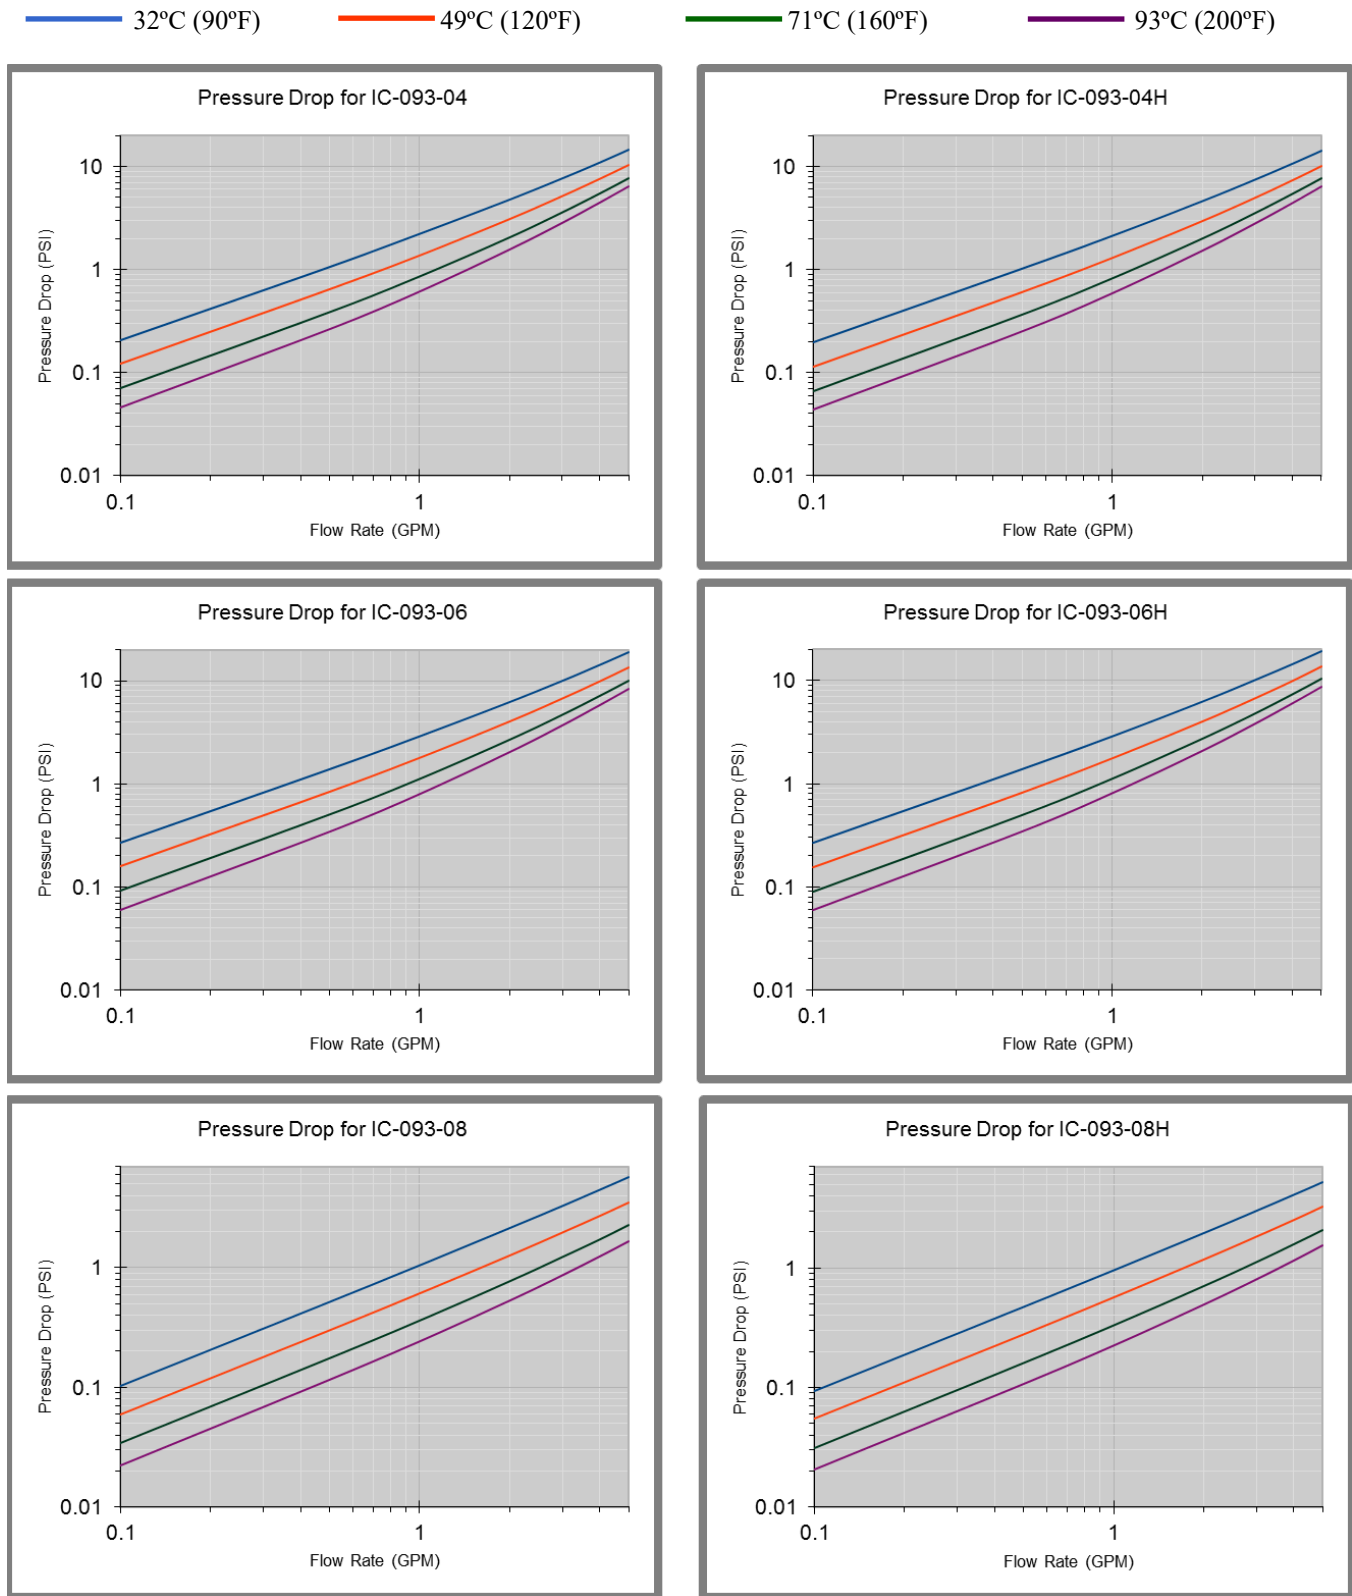 32ºC (90ºF) 49ºC (120ºF) 71ºC (160ºF) 93ºC (200ºF)
Pressure Drop for IC-093-04
10
1
0.1
0.01
Pressure Drop (PSI)
0.1 1
Flow Rate (GPM)
Pressure Drop for IC-093-04H
10
1
0.1
0.01
Pressure Drop (PSI)
0.1 1
Flow Rate (GPM)
Pressure Drop for IC-093-06
10
1
0.1
0.01
Pressure Drop (PSI)
0.1 1
Flow Rate (GPM)
Pressure Drop for IC-093-06H
10
1
0.1
0.01
Pressure Drop (PSI)
0.1 1
Flow Rate (GPM)
Pressure Drop for IC-093-08
1
0.1
0.01
Pressure Drop (PSI)
0.1 1
Flow Rate (GPM)
Pressure Drop for IC-093-08H
1
0.1
0.01
Pressure Drop (PSI)
0.1 1
Flow Rate (GPM)